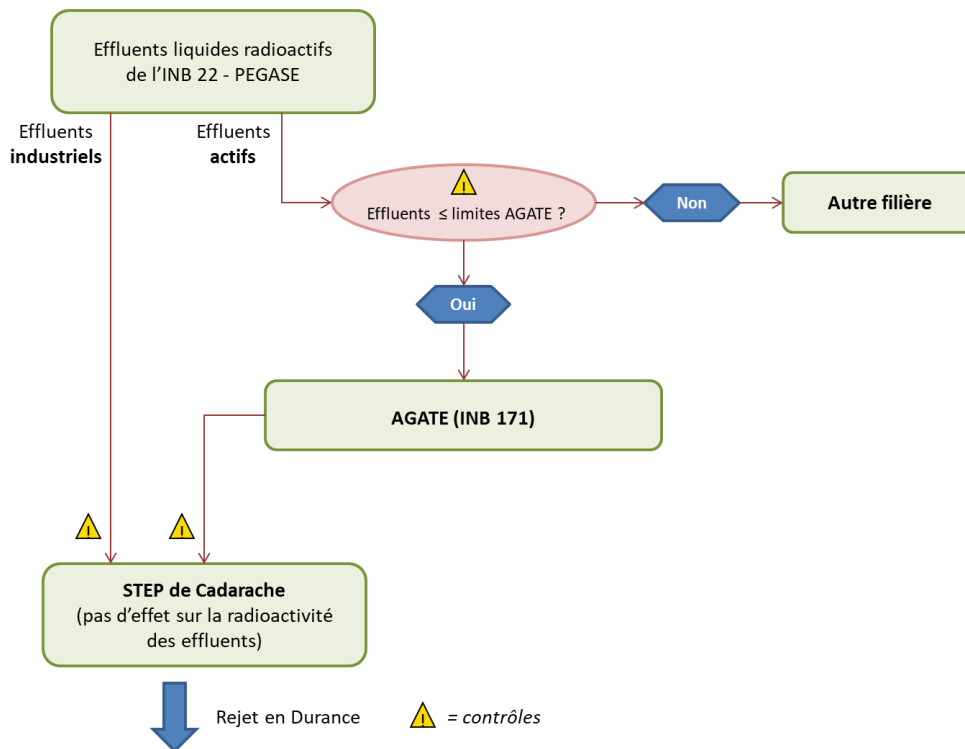 Effluents liquides radioactifs
de l'INB 22 - PEGASE
Effluents
industriels
Effluents
actifs
Effluents ≤ limites AGATE ?
Non
Autre filière
Oui
AGATE (INB 171)
STEP de Cadarache
(pas d'effet sur la radioactivité
des effluents)
Rejet en Durance
= contrôles